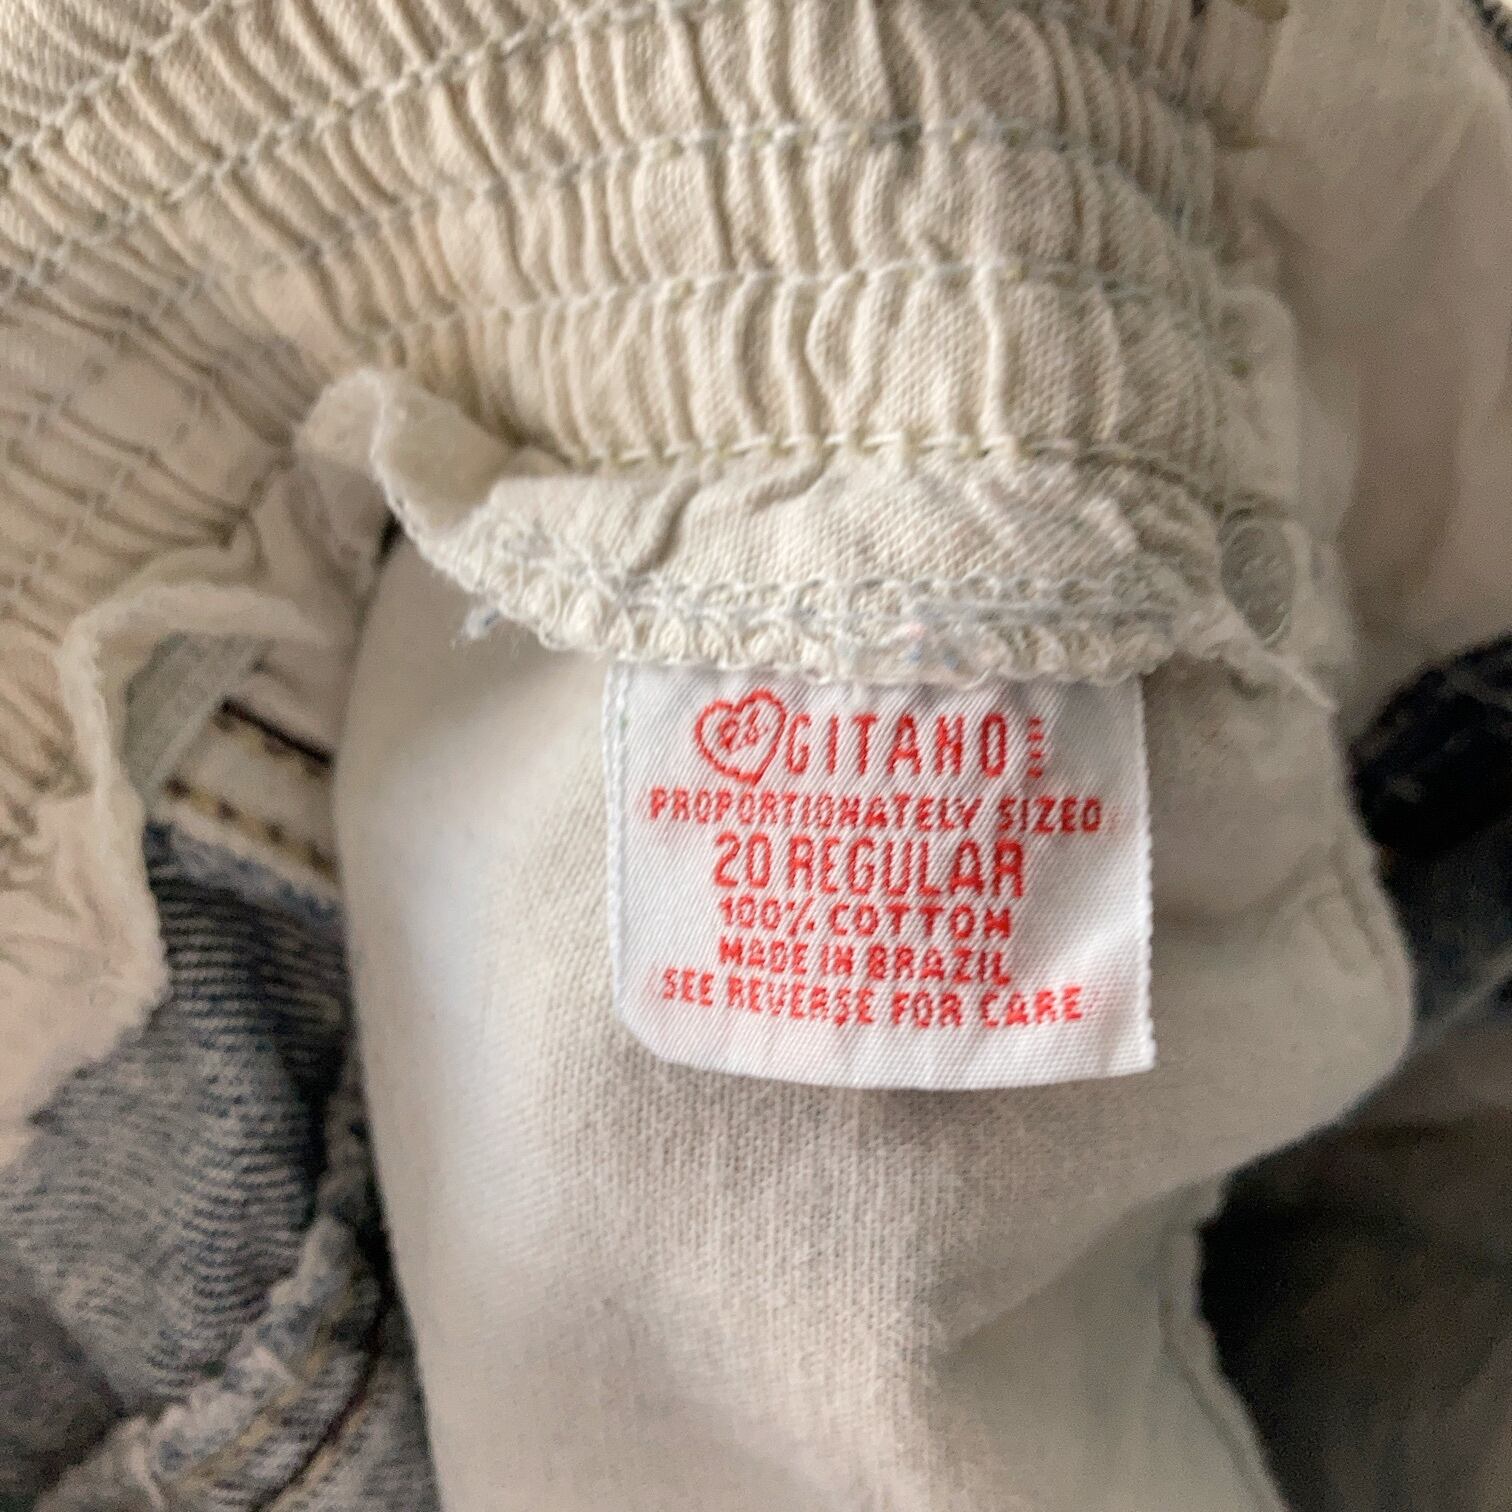 GITANO
PROPORTIONATELY SIZED
20 REGULAR
100% COTTON
MADE IN BRAZIL
SEE REVERSE FOR CARE